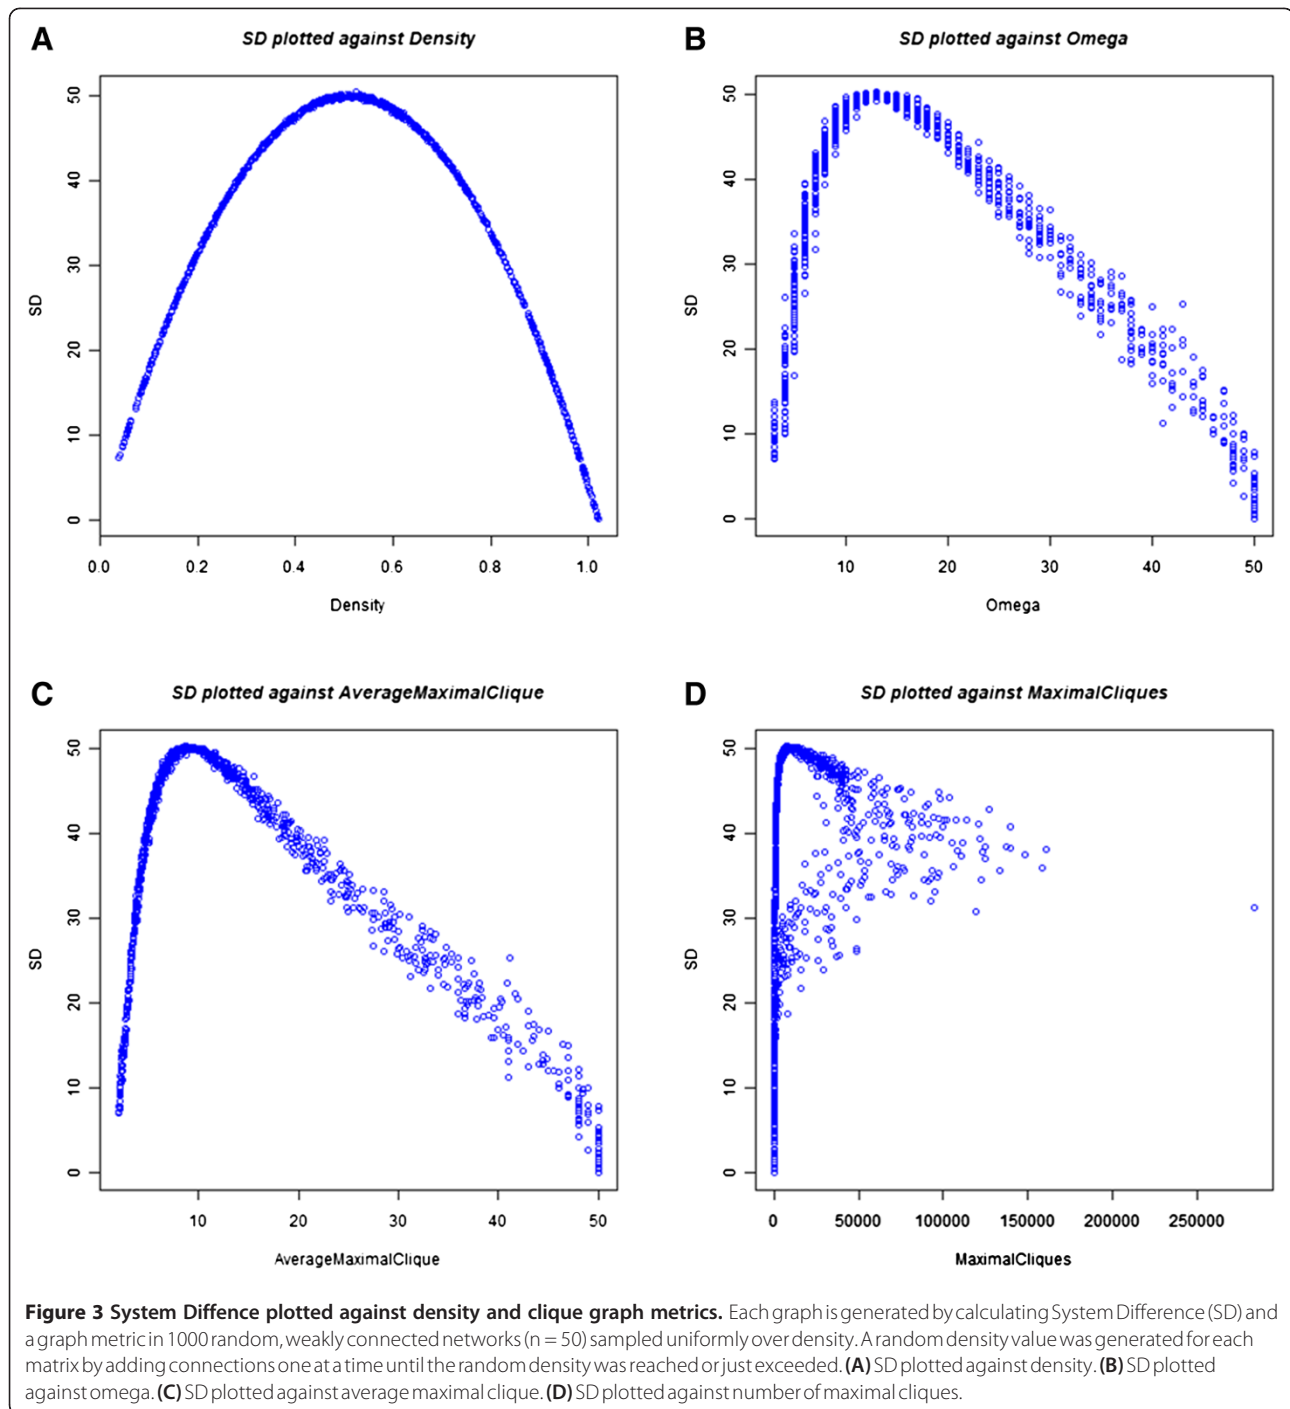 A
SD plotted against Density
50
40
30
20
10
0
SD
0.0 0.2 0.4 0.6 0.8 1.0
Density
B
SD plotted against Omega
50
40
30
20
10
0
SD
10 20 30 40 50
Omega
C
SD plotted against AverageMaximalClique
50
40
30
20
10
0
SD
10 20 30 40 50
AverageMaximalClique
D
SD plotted against MaximalCliques
50
40
30
20
10
0
SD
0 50000 100000 150000 200000 250000
MaximalCliques
Figure 3 System Diffence plotted against density and clique graph metrics. Each graph is generated by calculating System Difference (SD) and
a graph metric in 1000 random, weakly connected networks (n = 50) sampled uniformly over density. A random density value was generated for each
matrix by adding connections one at a time until the random density was reached or just exceeded. (A) SD plotted against density. (B) SD plotted
against omega. (C) SD plotted against average maximal clique. (D) SD plotted against number of maximal cliques.